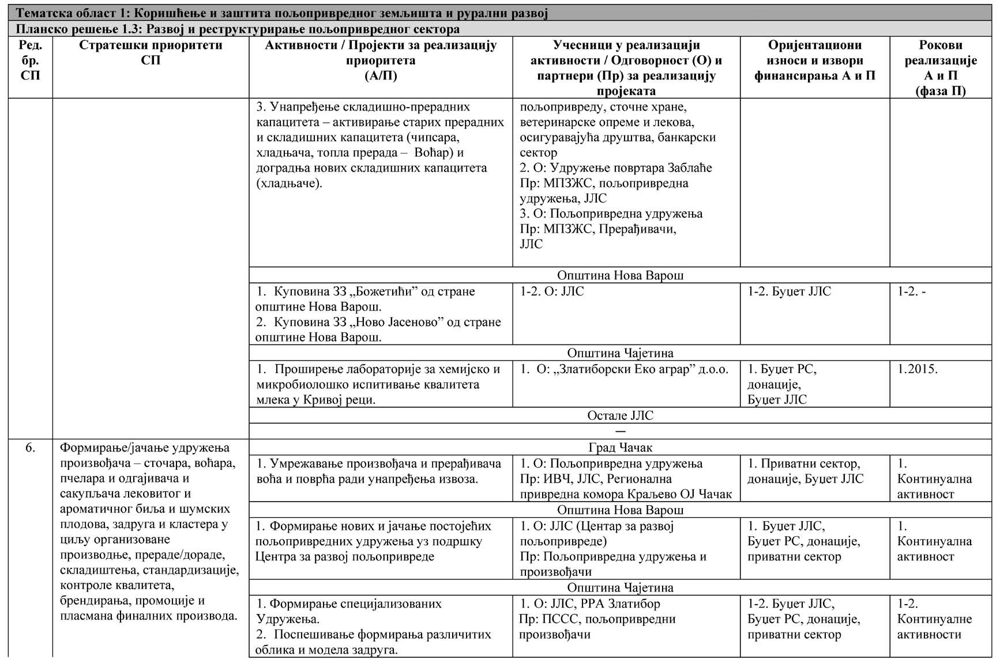 Тематска област 1: Коришћење и заштита пољопривредног земљишта и рурални развој
Планско решење 1.3: Развој и реструктурирање пољопривредног сектора
Ред.
бр.
СП
Стратешки приоритети
СП
Активности / Пројекти за реализацију
приоритета
(А/П)
Учесници у реализацији
активности / Одговорност (О) и
партнери (Пр) за реализацију
пројеката
Оријентациони
износи и извори
финансирања А и П
Рокови
реализације
А и П
(фаза П)
3. Унапређење складишно-прерадних
капацитета – активирање старих прерадних
и складишних капацитета (чипсара,
хладњача, топла прерада – Воћар) и
доградња нових складишних капацитета
(хладњаче).
пољопривреду, сточне хране,
ветеринарске опреме и лекова,
осигуравајућа друштва, банкарски
сектор
2. О: Удружење повртара Заблаће
Пр: МПЗЖС, пољопривредна
удружења, ЈЛС
3. О: Пољопривредна удружења
Пр: МПЗЖС, Прерађивачи,
ЈЛС
Општина Нова Варош
1. Куповина ЗЗ „Божетићи” од стране
општине Нова Варош.
2. Куповина ЗЗ „Ново Јасеново” од стране
општине Нова Варош.
1-2. О: ЈЛС
1-2. Буџет ЈЛС
1-2. -
Општина Чајетина
1. Проширење лабораторије за хемијско и
микробиолошко испитивање квалитета
млека у Кривој реци.
1. О: „Златиборски Еко аграр” д.о.о.
1. Буџет РС,
донације,
Буџет ЈЛС
1.2015.
Остале ЈЛС
—
6.
Формирање/јачање удружења
произвођача – сточара, воћара,
пчелара и одгајивача и
сакупљача лековитог и
ароматичног биља и шумских
плодова, задруга и кластера у
циљу организоване
производње, прераде/дораде,
складиштења, стандардизације,
контроле квалитета,
брендирања, промоције и
пласмана финалних производа.
Град Чачак
1. Умрежавање произвођача и прерађивача
воћа и поврћа ради унапређења извоза.
1. О: Пољопривредна удружења
Пр: ИВЧ, ЈЛС, Регионална
привредна комора Краљево ОЈ Чачак
1. Приватни сектор,
донације, Буџет ЈЛС
1.
Континуална
активност
Општина Нова Варош
1. Формирање нових и јачање постојећих
пољопривредних удружења уз подршку
Центра за развој пољопривреде
1. О: ЈЛС (Центар за развој
пољопривреде)
Пр: Пољопривредна удружења и
произвођачи
1. Буџет ЈЛС,
Буџет РС, донације,
приватни сектор
1.
Континуална
активност
Општина Чајетина
1. Формирање специјализованих
Удружења.
2. Поспешивање формирања различитих
облика и модела задруга.
1. О: ЈЛС, РРА Златибор
Пр: ПССС, пољопривредни
произвођачи
1-2. Буџет ЈЛС,
Буџет РС, донације,
приватни сектор
1-2.
Континуалне
активности